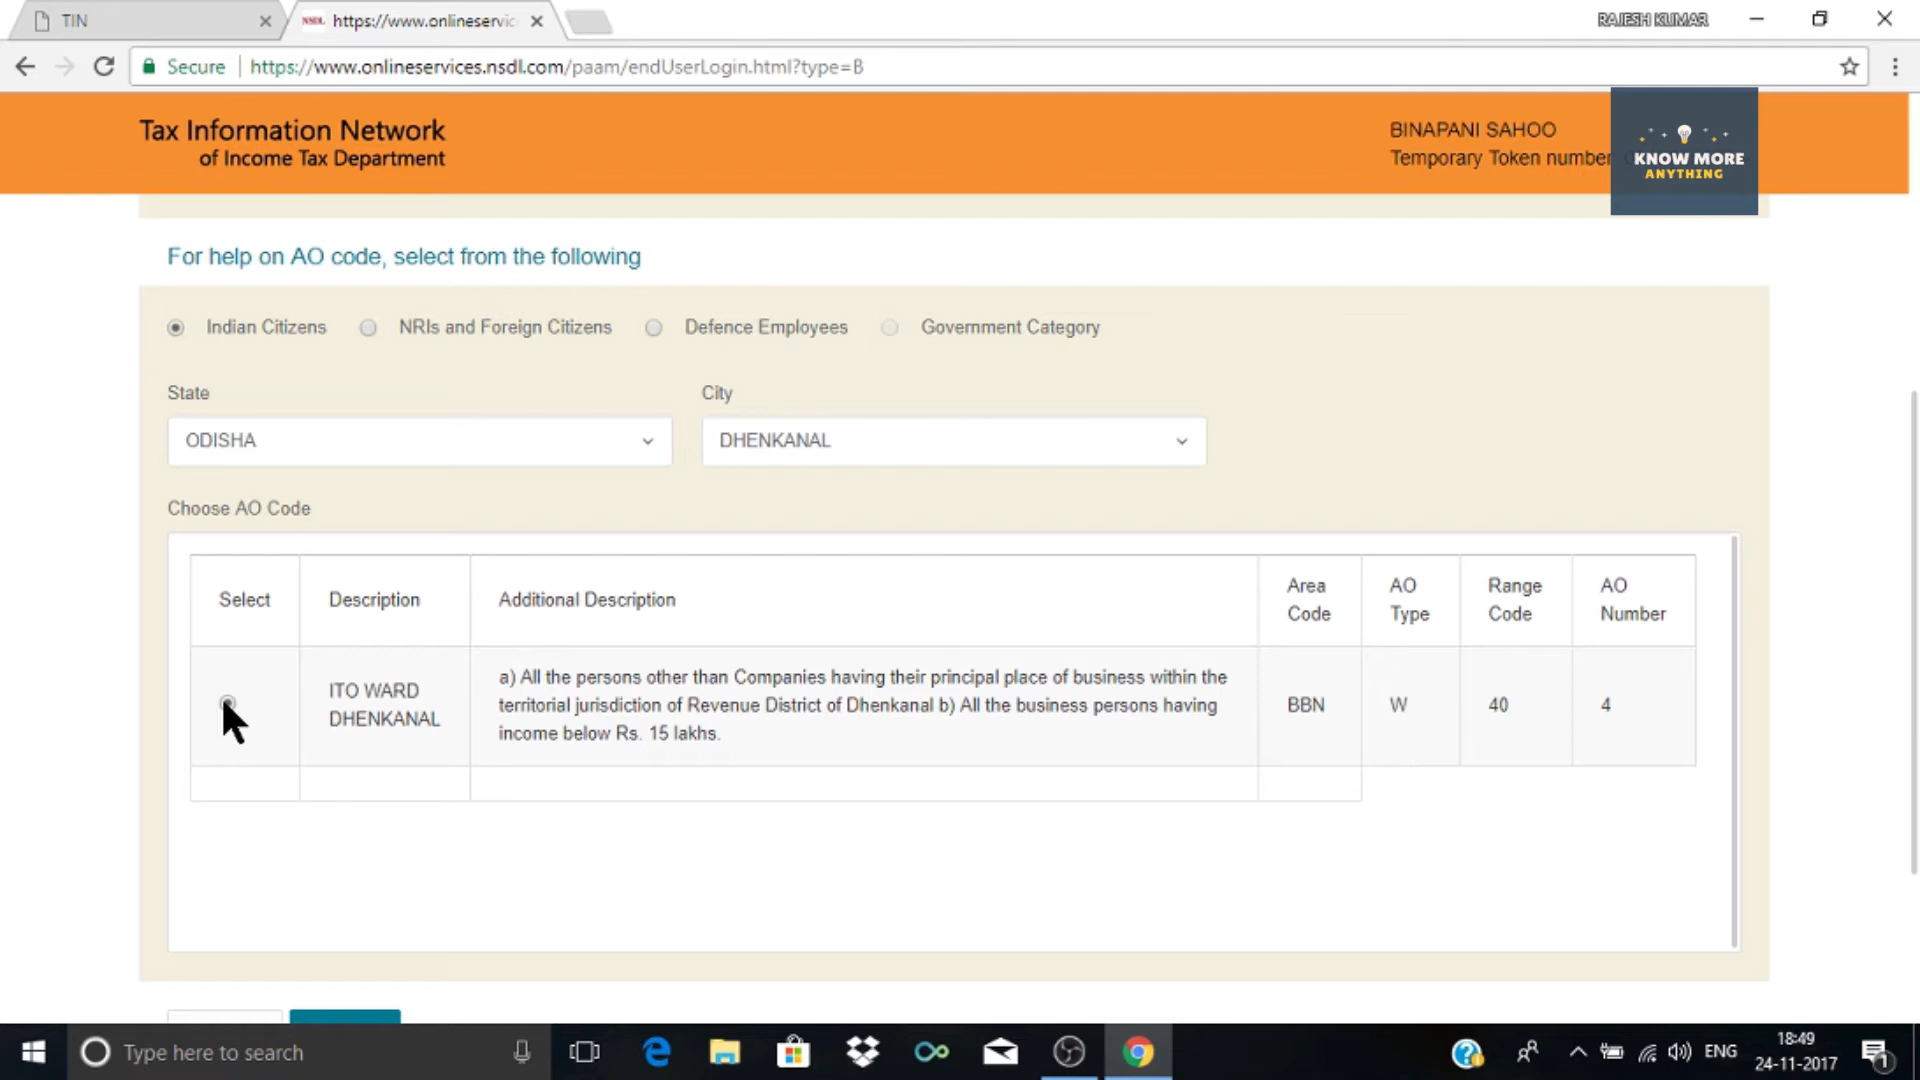 TIN
NSDL https://www.onlineservic
RAJESH KUMAR
Secure https://www.onlineservices.nsdl.com/paam/endUserLogin.html?type=B
Tax Information Network
of Income Tax Department
BINAPANI SAHOO
Temporary Token number
KNOW MORE
ANYTHING
For help on AO code, select from the following
Indian Citizens NRIs and Foreign Citizens Defence Employees Government Category
State City
ODISHA DHENKANAL
Choose AO Code
Select Description Additional Description Area Code AO Type Range Code AO Number
ITO WARD DHENKANAL
a) All the persons other than Companies having their principal place of business within the
territorial jurisdiction of Revenue District of Dhenkanal b) All the business persons having
income below Rs. 15 lakhs.
BBN W 40 4
Type here to search
ENG
18:49
24-11-2017
1